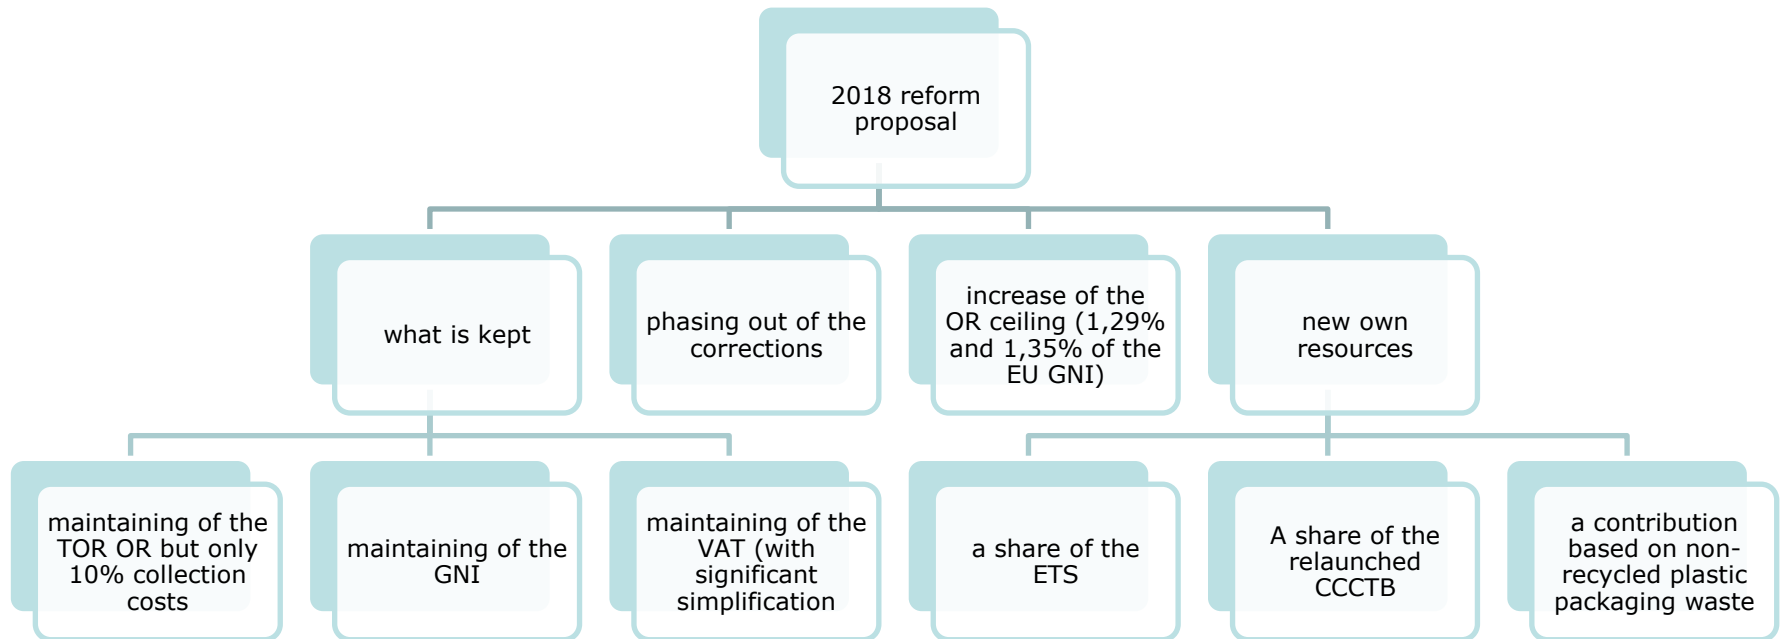 2018 reform
proposal
what is kept
phasing out of the
corrections
increase of the
OR ceiling (1,29%
and 1,35% of the
EU GNI)
new own
resources
maintaining of the
TOR OR but only
10% collection
costs
maintaining of the
GNI
maintaining of the
VAT (with
significant
simplification
a share of the
ETS
A share of the
relaunched
CCCTB
a contribution
based on non-
recycled plastic
packaging waste